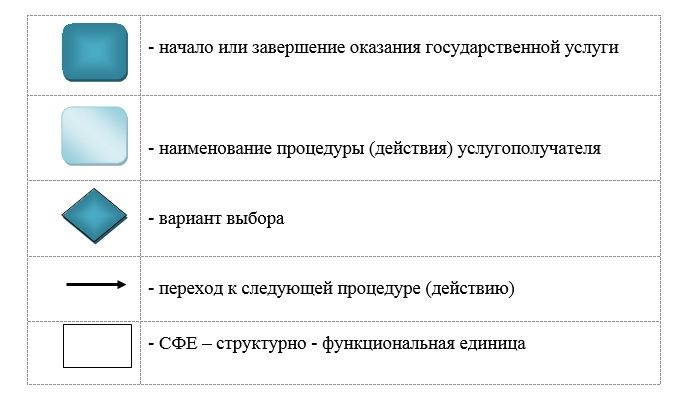 - начало или завершение оказания государственной услуги
- наименование процедуры (действия) услугополучателя
- вариант выбора
- переход к следующей процедуре (действию)
- СФЕ – структурно - функциональная единица